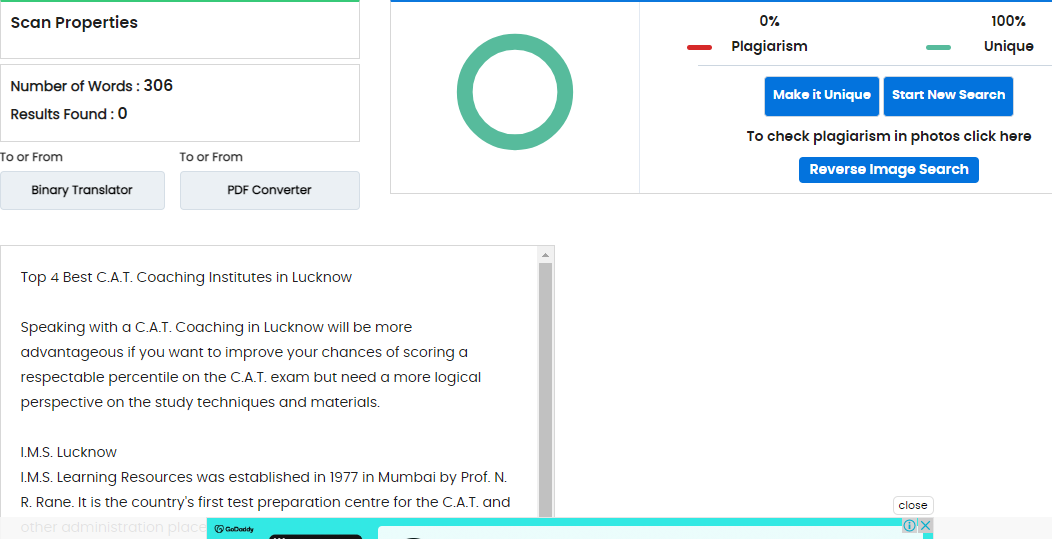 Scan Properties
0%
100%
Plagiarism
Unique
Number of Words : 306
Results Found : 0
Make it Unique
Start New Search
To check plagiarism in photos click here
Reverse Image Search
To or From
To or From
Binary Translator
PDF Converter
Top 4 Best C.A.T. Coaching Institutes in Lucknow
Speaking with a C.A.T. Coaching in Lucknow will be more
advantageous if you want to improve your chances of scoring a
respectable percentile on the C.A.T. exam but need a more logical
perspective on the study techniques and materials.
I.M.S. Lucknow
I.M.S. Learning Resources was established in 1977 in Mumbai by Prof. N.
R. Rane. It is the country's first test preparation centre for the C.A.T. and
other administration place
close
GoDaddy